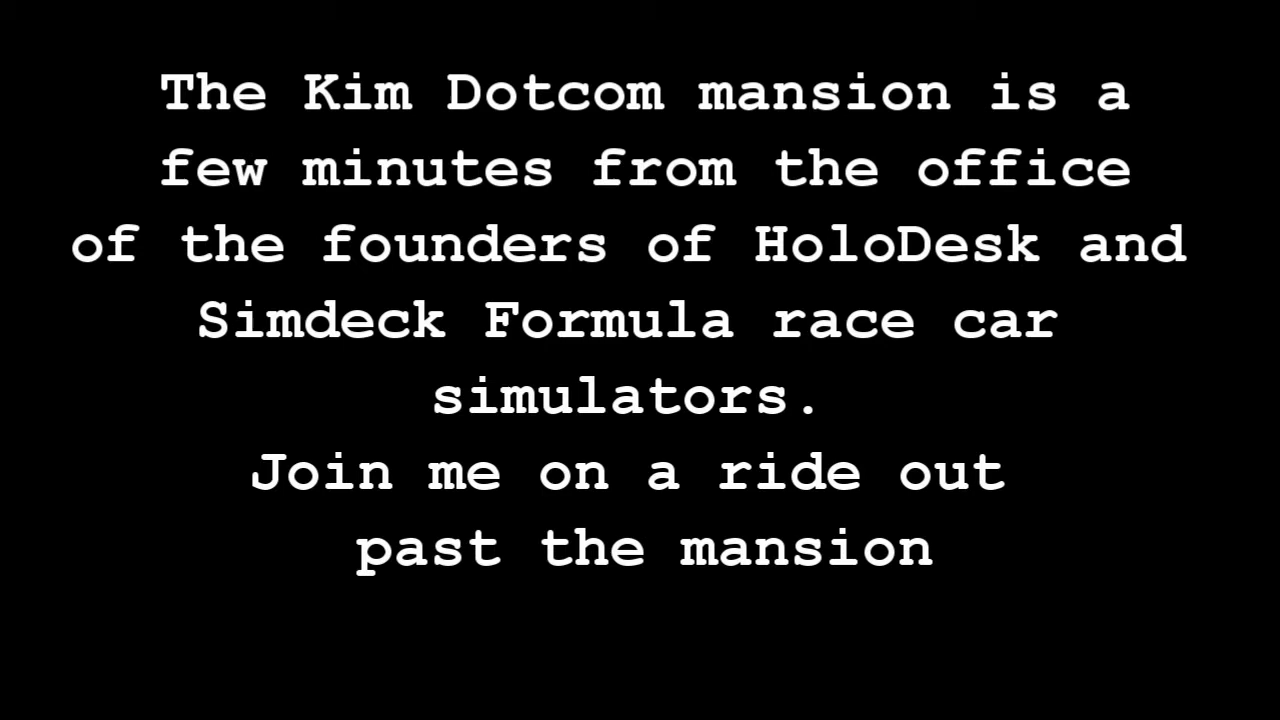 The Kim Dotcom mansion is a
few minutes from the office
of the founders of HoloDesk and
Simdeck Formula race car
simulators.
Join me on a ride out
past the mansion